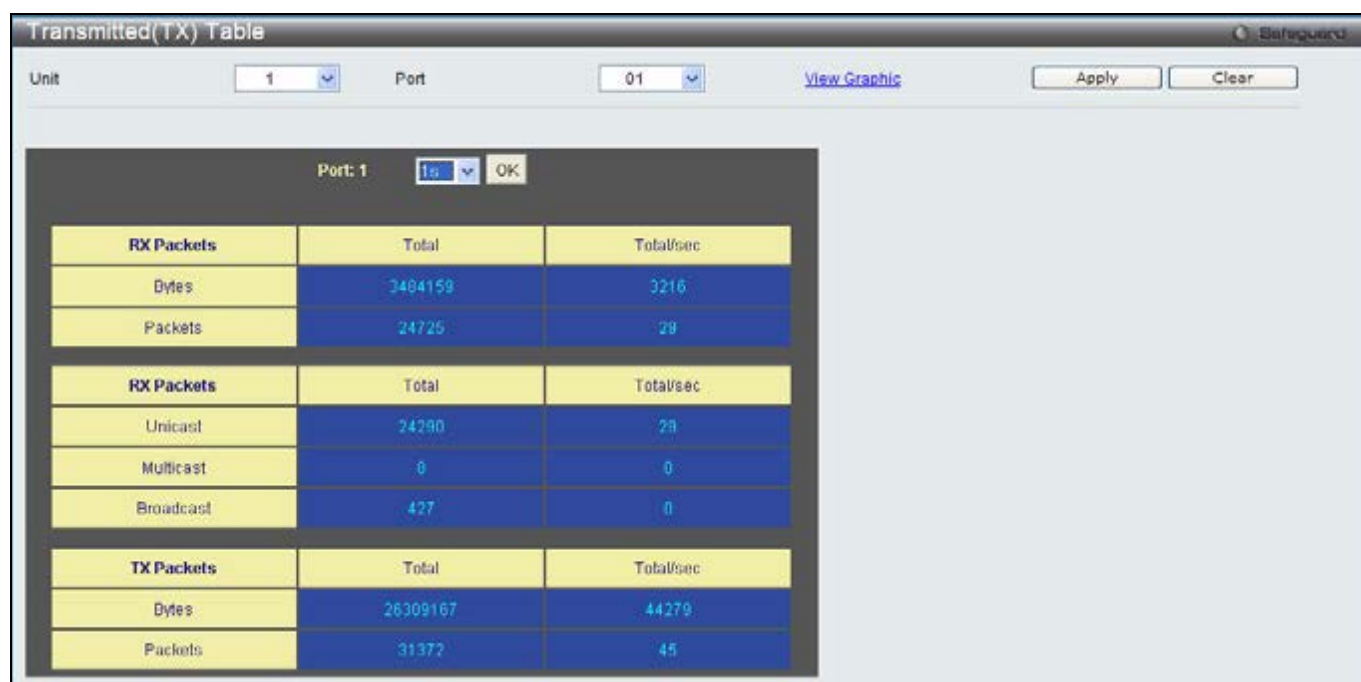 Transmitted(TX) Table Safeguard
Unit 1 Port 01 View Graphic Apply Clear
Port: 1 1s OK
RX Packets Total Total/sec
Bytes 3484159 3216
Packets 24725 29
RX Packets Total Total/sec
Unicast 24290 29
Multicast 0 0
Broadcast 427 0
TX Packets Total Total/sec
Bytes 26309167 44279
Packets 31372 45